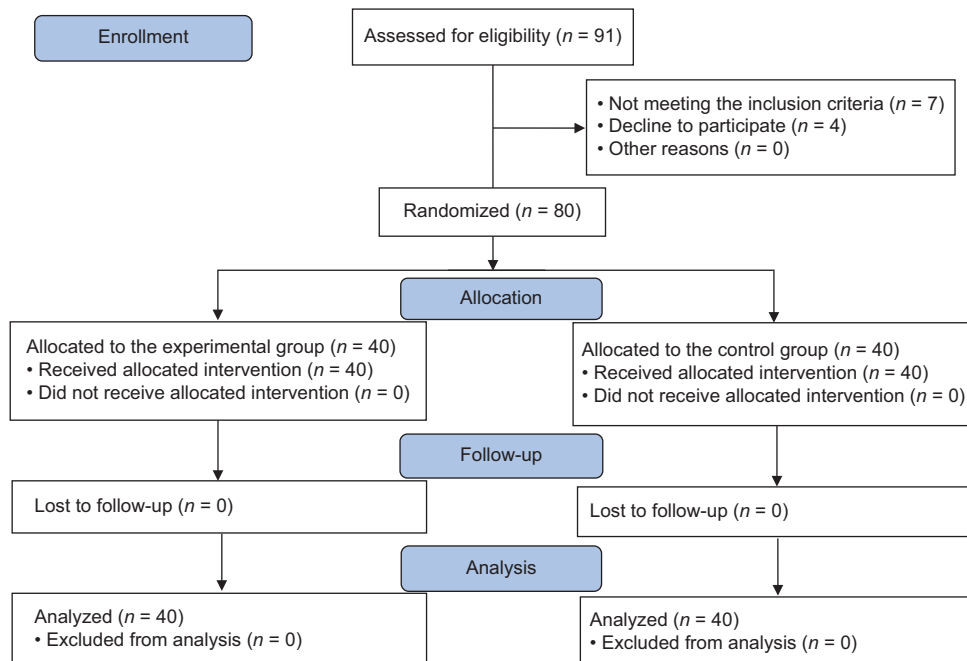 Enrollment
Assessed for eligibility (n = 91)
• Not meeting the inclusion criteria (n = 7)
• Decline to participate (n = 4)
• Other reasons (n = 0)
Randomized (n = 80)
Allocation
Allocated to the experimental group (n = 40)
• Received allocated intervention (n = 40)
• Did not receive allocated intervention (n = 0)
Allocated to the control group (n = 40)
• Received allocated intervention (n = 40)
• Did not receive allocated intervention (n = 0)
Follow-up
Lost to follow-up (n = 0)
Lost to follow-up (n = 0)
Analysis
Analyzed (n = 40)
• Excluded from analysis (n = 0)
Analyzed (n = 40)
• Excluded from analysis (n = 0)